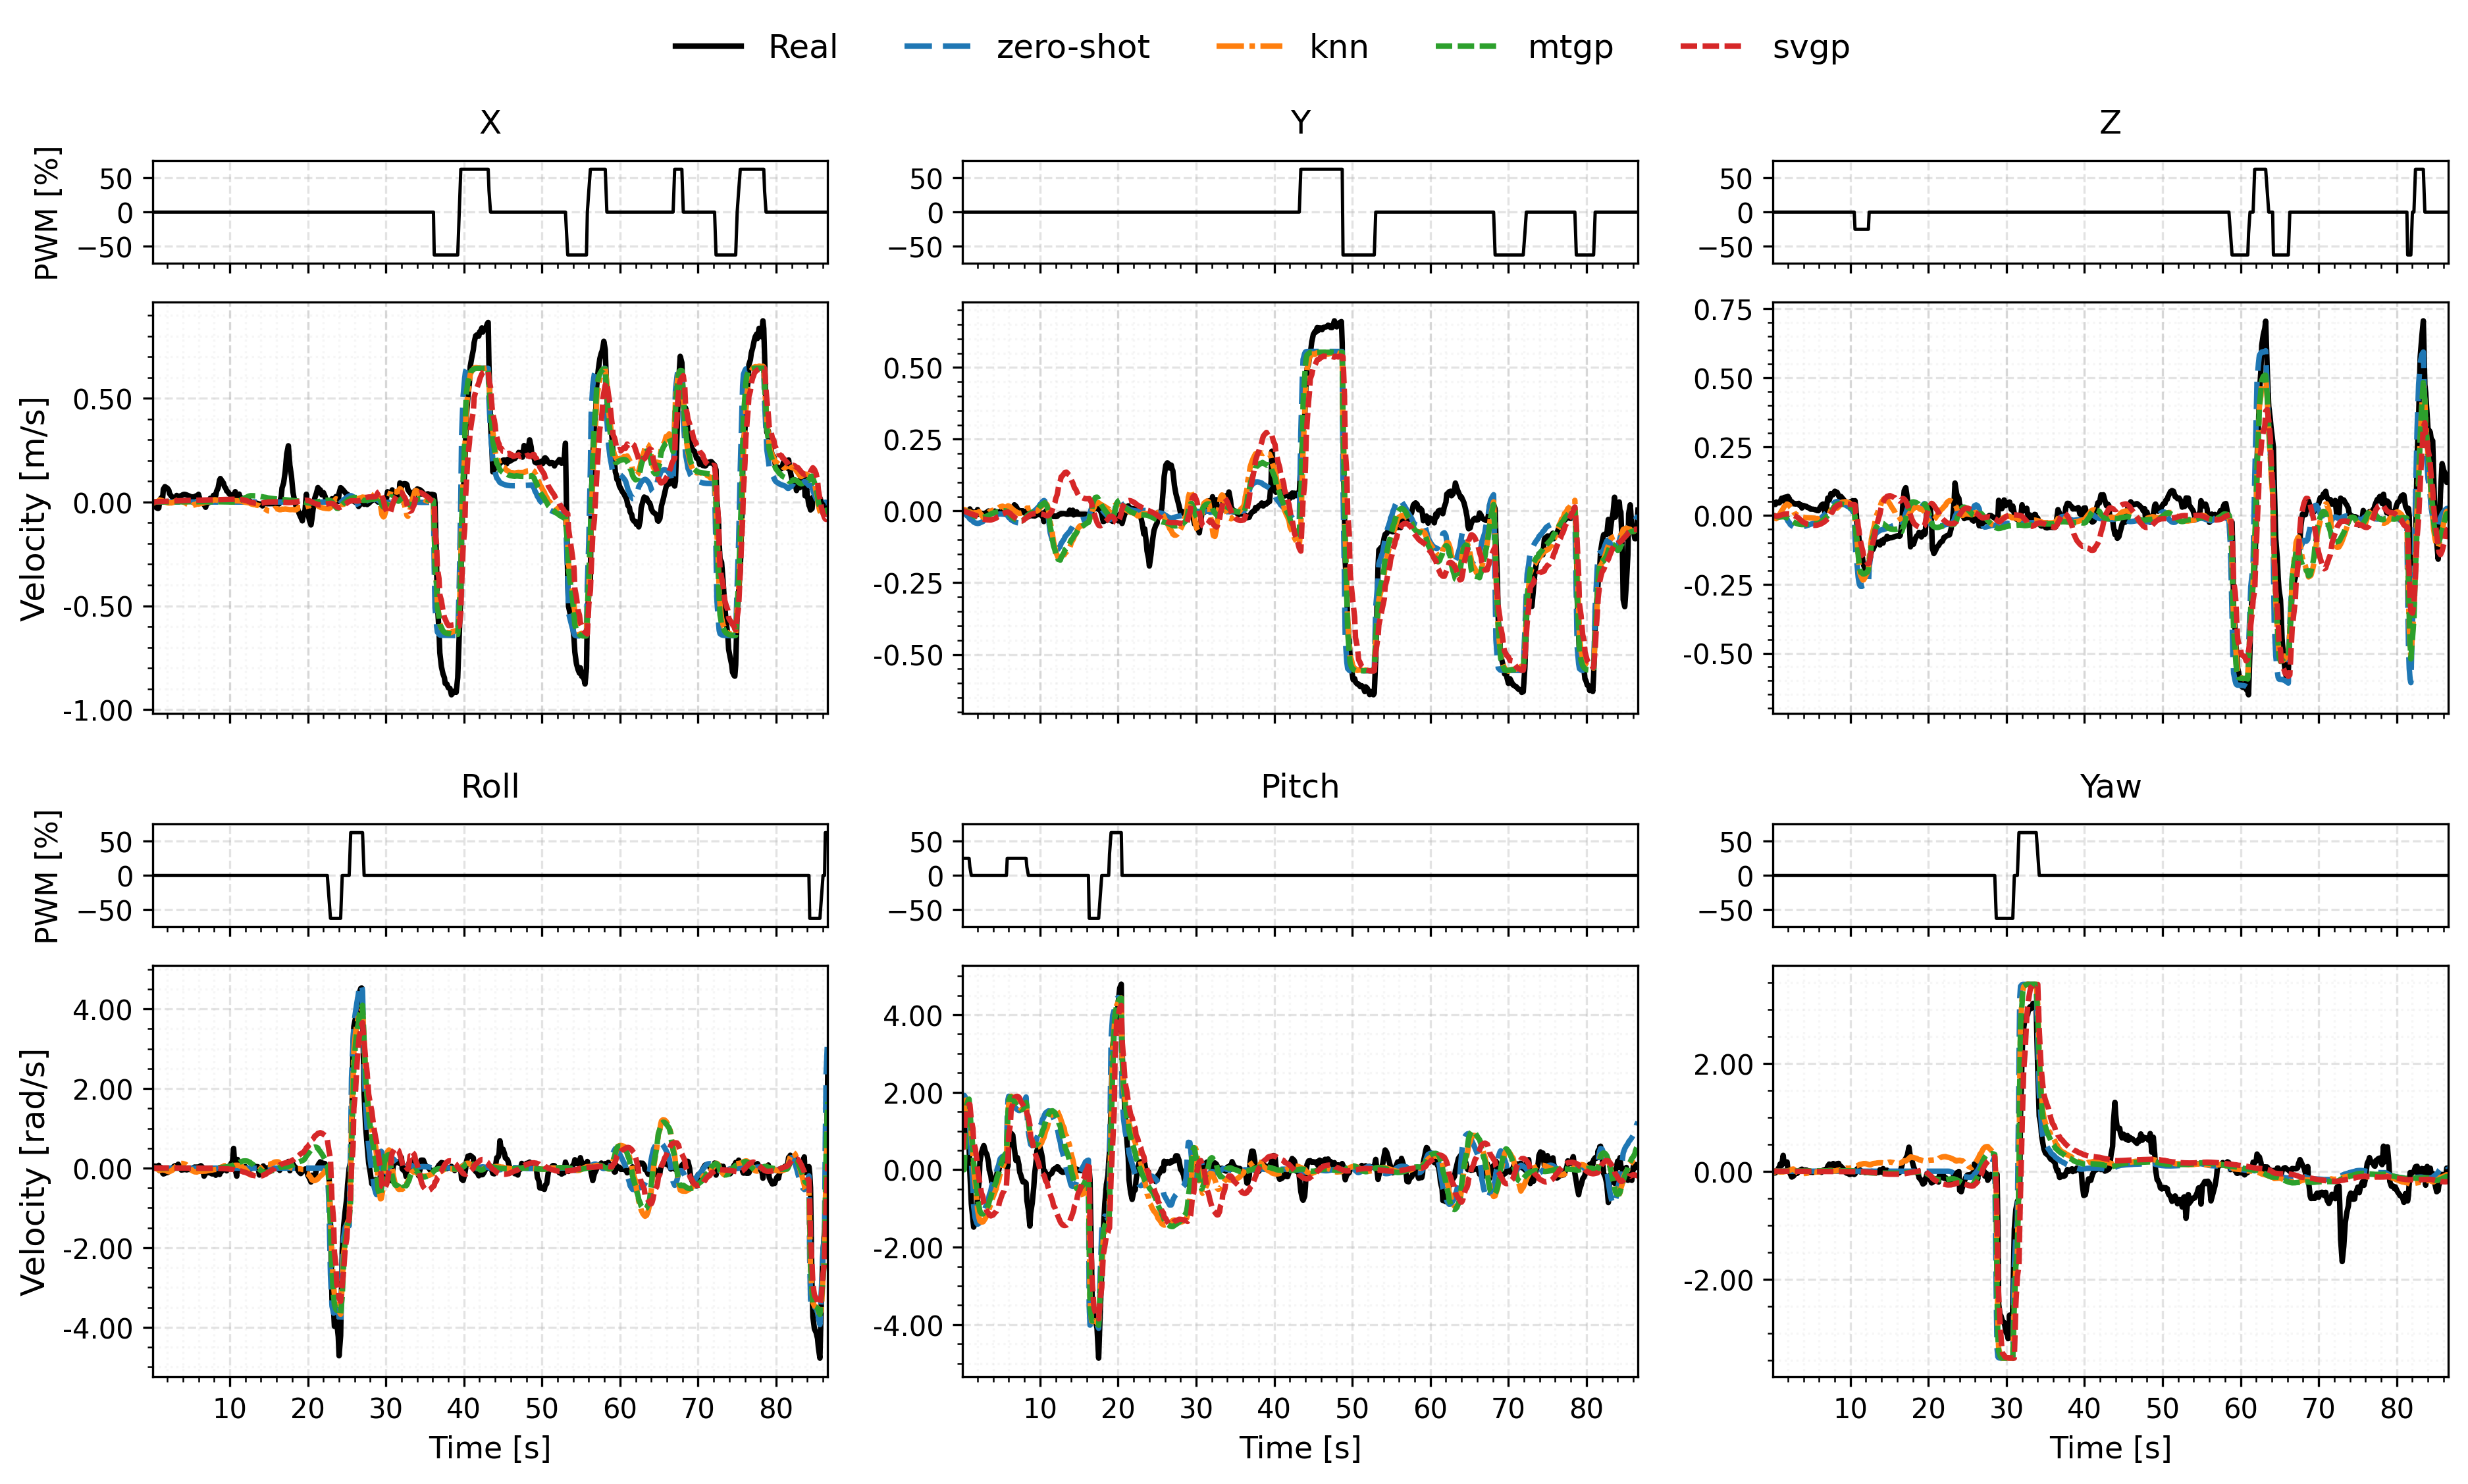 Real zero-shot knn mtgp svgp
X Y Z
PWM [%]
50 50 50
0 0 0
−50 −50 −50
Velocity [m/s]
0.50
0.00
-0.50
-1.00
0.50
0.25
0.00
-0.25
-0.50
0.75
0.50
0.25
0.00
-0.25
-0.50
Roll Pitch Yaw
PWM [%]
50 50 50
0 0 0
−50 −50 −50
Velocity [rad/s]
4.00
2.00
0.00
-2.00
-4.00
4.00
2.00
0.00
-2.00
-4.00
2.00
0.00
-2.00
10 20 30 40 50 60 70 80
10 20 30 40 50 60 70 80
10 20 30 40 50 60 70 80
Time [s] Time [s] Time [s]